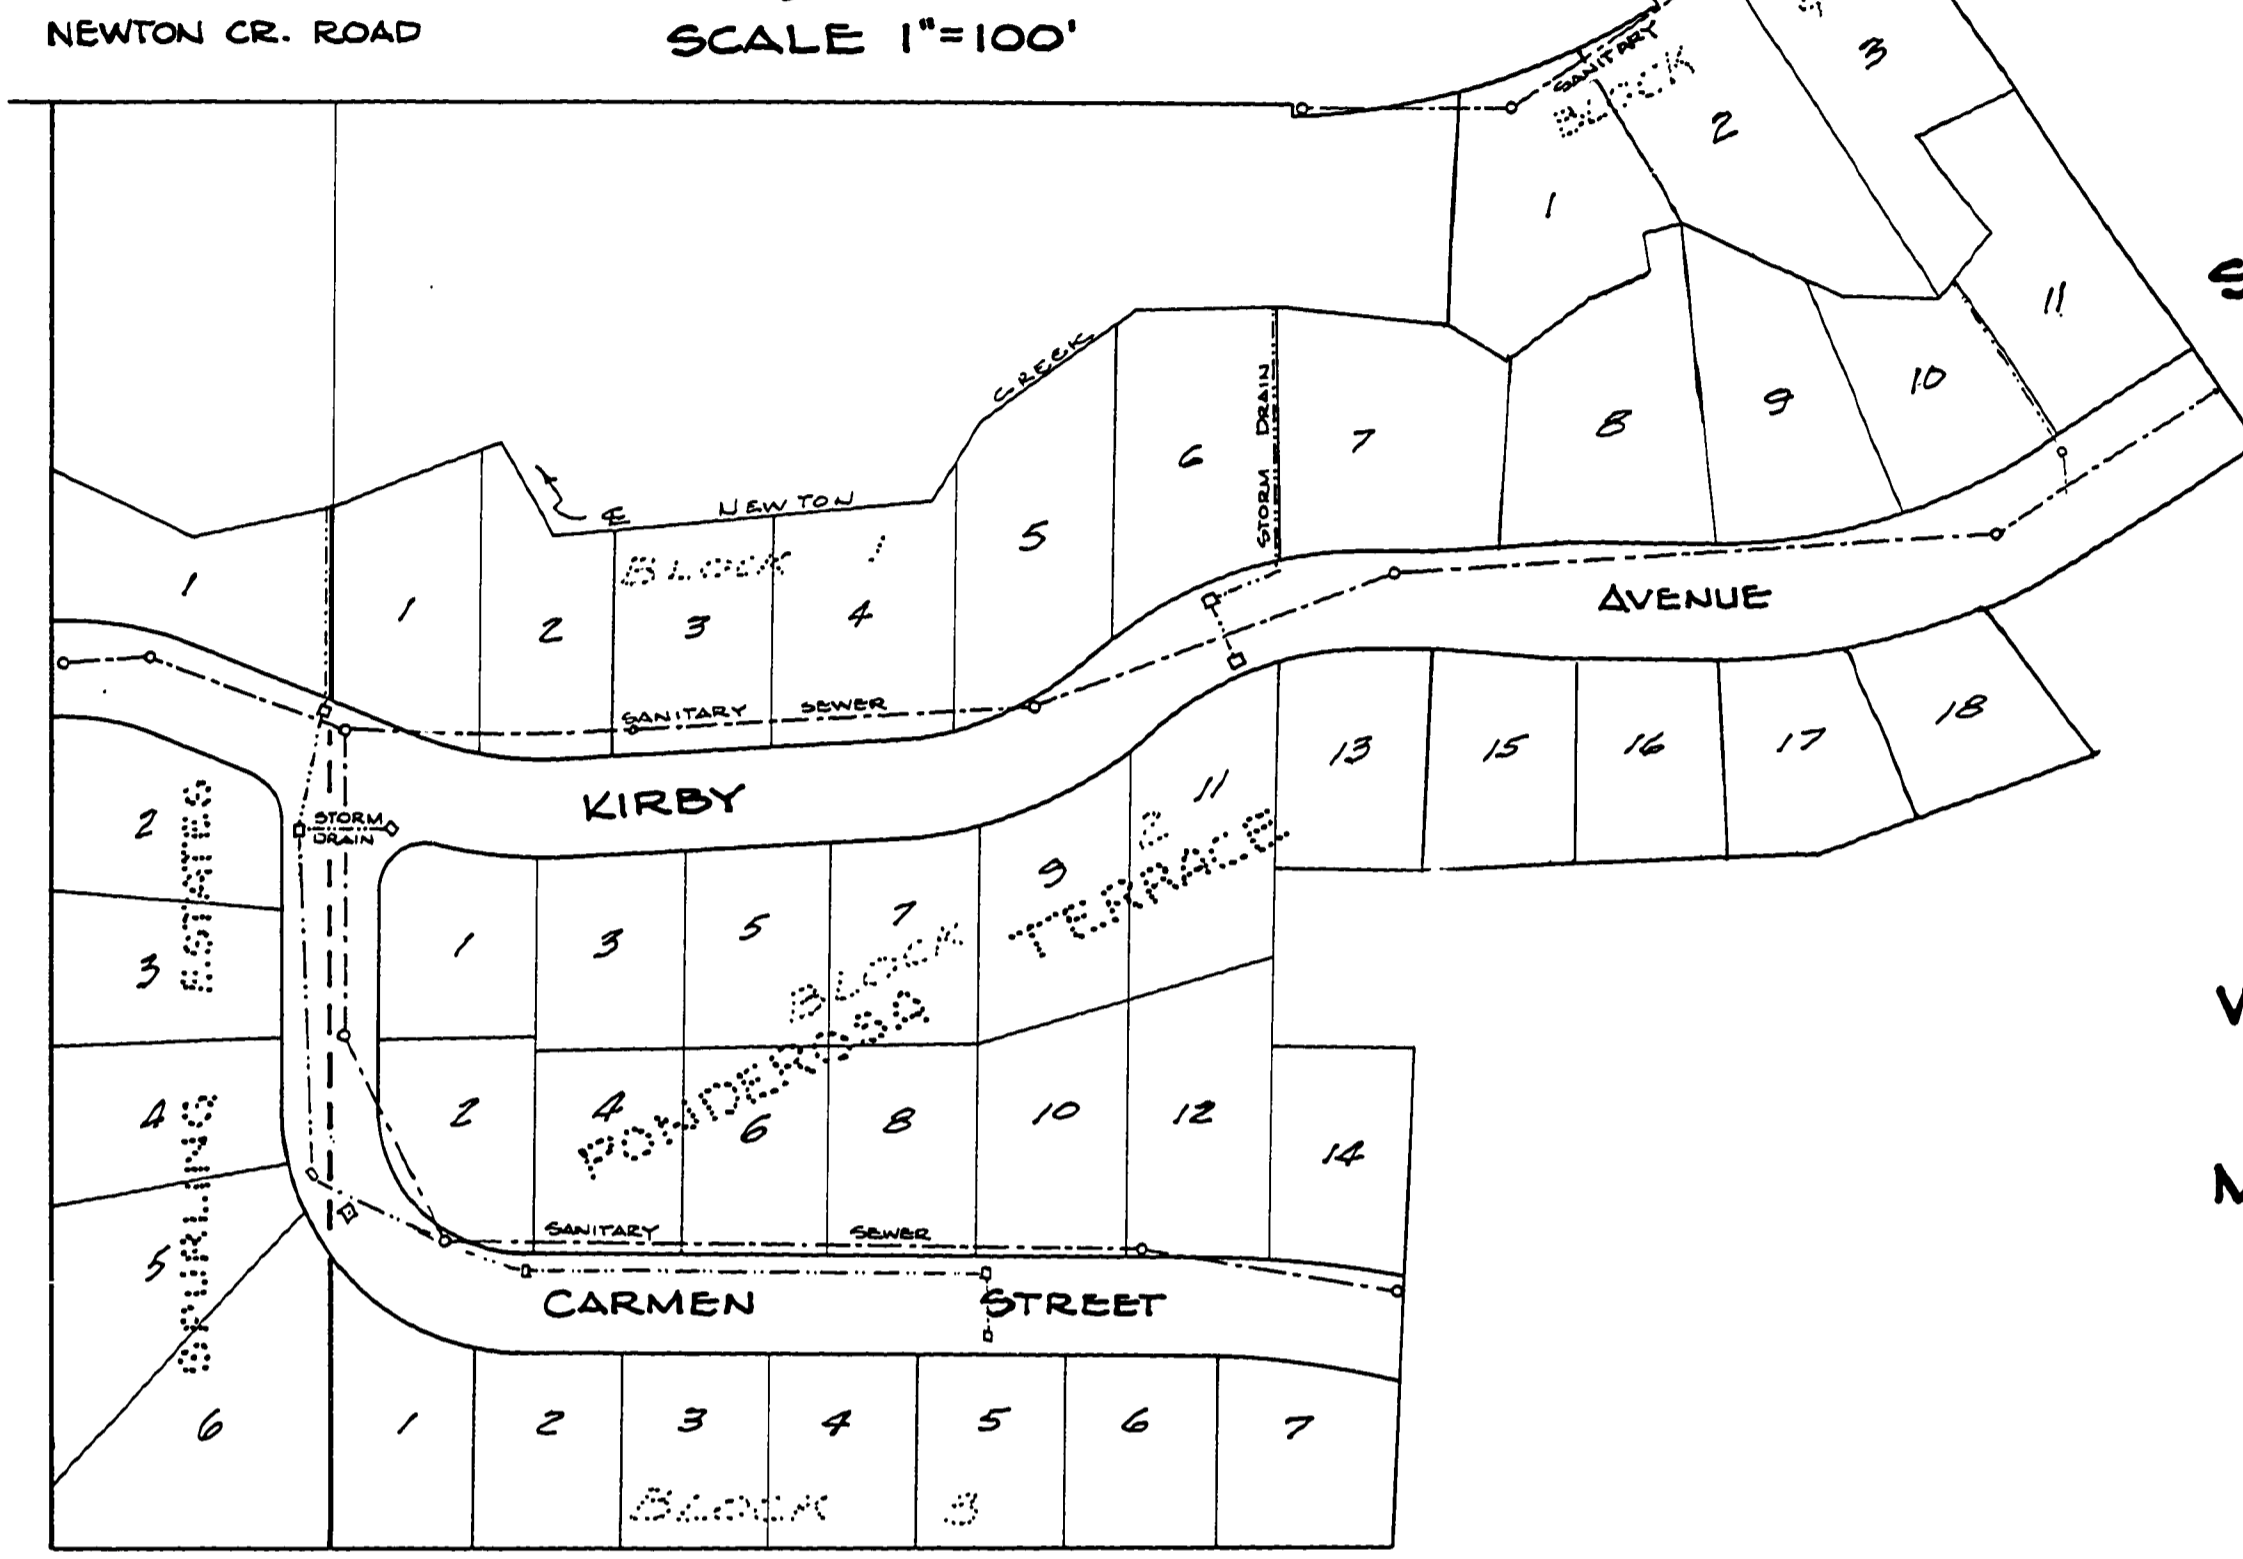 NEWTON CR. ROAD
SCALE 1"=100'
SANITARY
BLOCK
3
2
1
11
CREEK
STORM DRAIN
6
7
8
9
10
NEWTON
℄
BLOCK 1
1
1
2
3
4
5
AVENUE
SANITARY SEWER
KIRBY
STORM
DRAIN
13
15
16
17
18
2
3
4
5
6
SPURLINS ESTATES
1
3
5
7
9
11
BLOCK 2
PONDEROSA TERRACE
2
4
6
8
10
12
14
SANITARY SEWER
CARMEN STREET
1
2
3
4
5
6
7
BLOCK 3